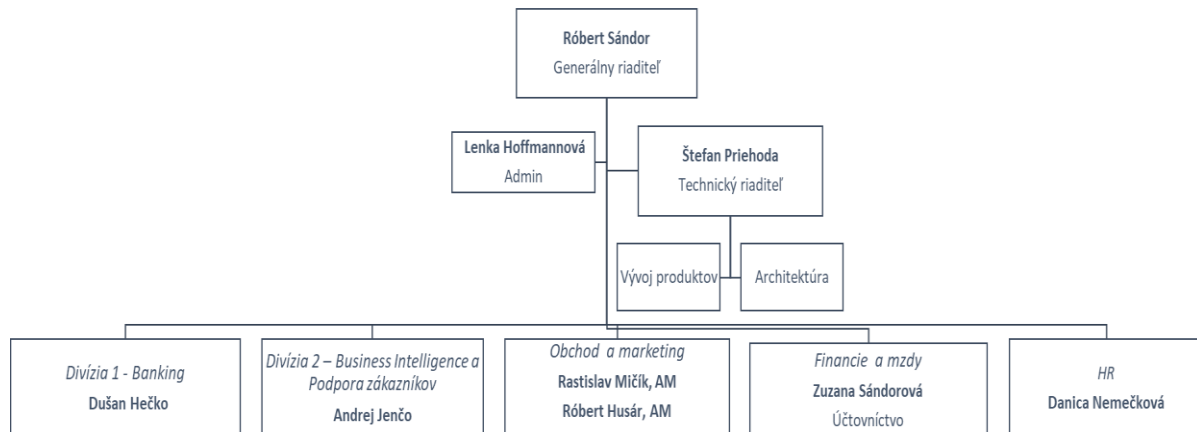 Róbert Sándor
Generálny riaditeľ
Lenka Hoffmannová
Admin
Štefan Priehoda
Technický riaditeľ
Vývoj produktov
Architektúra
Divízia 1 - Banking
Dušan Hečko
Divízia 2 – Business Intelligence a
Podpora zákazníkov
Andrej Jenčo
Obchod a marketing
Rastislav Mičík, AM
Róbert Husár, AM
Financie a mzdy
Zuzana Sándorová
Účtovníctvo
HR
Danica Nemečková